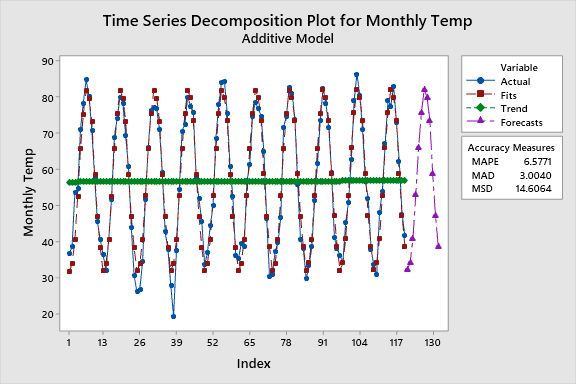 Time Series Decomposition Plot for Monthly Temp
Additive Model
90
80
70
60
50
40
30
20
Monthly Temp
1 13 26 39 52 65 78 91 104 117 130
Index
Variable
Actual
Fits
Trend
Forecasts
Accuracy Measures
MAPE 6.5771
MAD 3.0040
MSD 14.6064